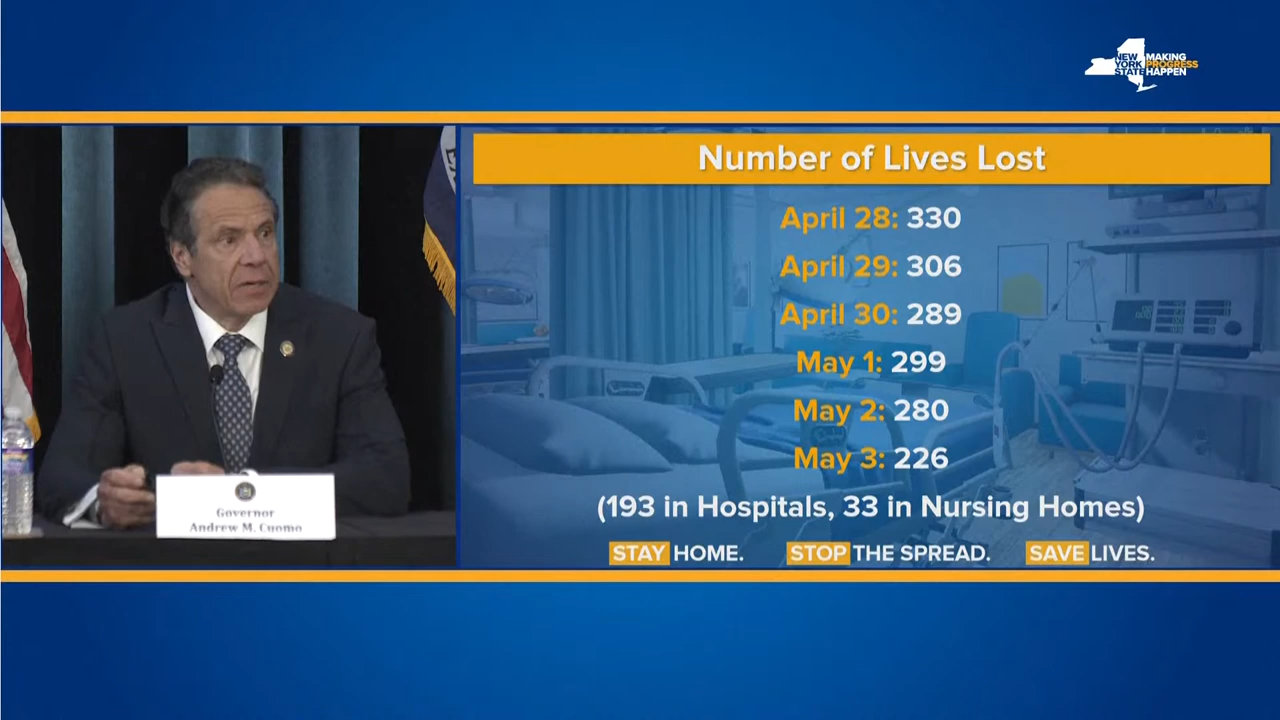 NEW
YORK
STATE
MAKING
PROGRESS
HAPPEN
Number of Lives Lost
April 28: 330
April 29: 306
April 30: 289
May 1: 299
May 2: 280
May 3: 226
(193 in Hospitals, 33 in Nursing Homes)
STAY HOME. STOP THE SPREAD. SAVE LIVES.
Governor
Andrew M. Cuomo